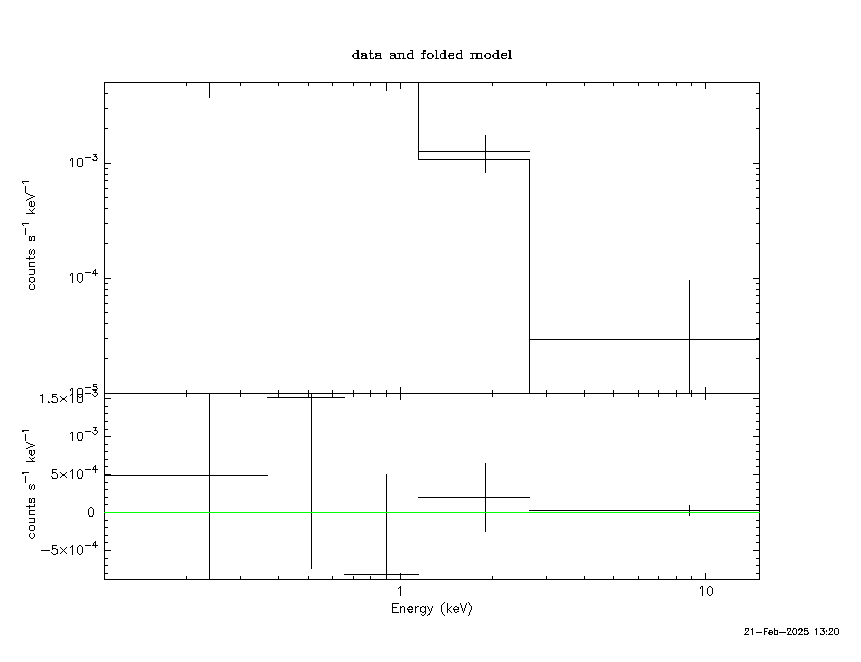 data and folded model
counts s⁻¹ keV⁻¹
10⁻³
10⁻⁴
10⁻⁵
counts s⁻¹ keV⁻¹
1.5×10⁻³
10⁻³
5×10⁻⁴
0
−5×10⁻⁴
1 10
Energy (keV)
21−Feb−2025 13:20